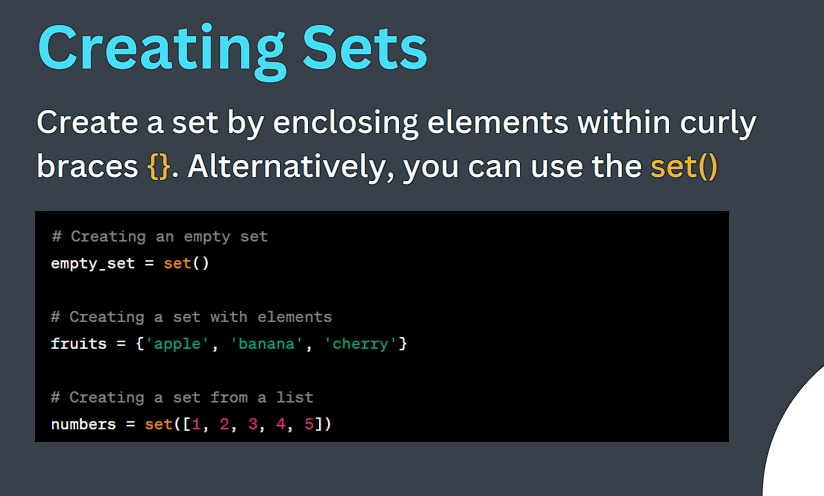 Creating Sets
Create a set by enclosing elements within curly
braces {}. Alternatively, you can use the set()
# Creating an empty set
empty_set = set()
# Creating a set with elements
fruits = {'apple', 'banana', 'cherry'}
# Creating a set from a list
numbers = set([1, 2, 3, 4, 5])